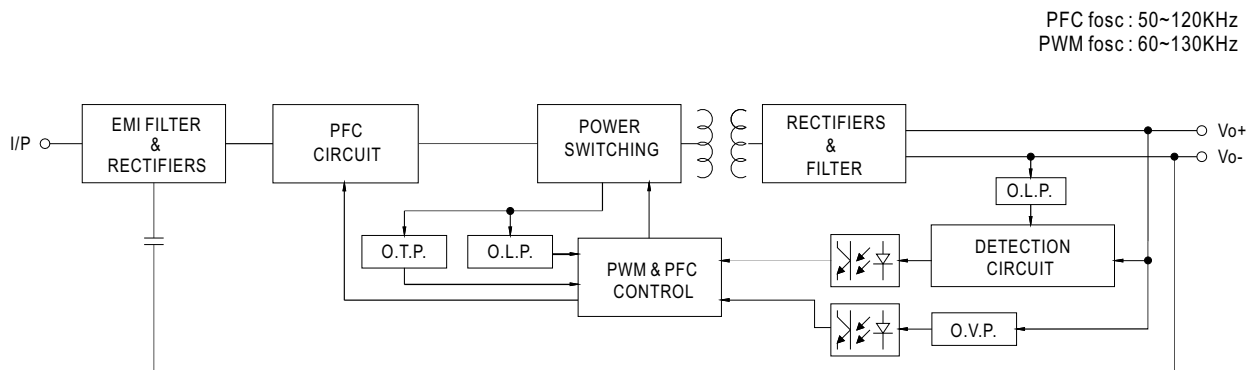 PFC fosc : 50~120KHz
PWM fosc : 60~130KHz
I/P
EMI FILTER
&
RECTIFIERS
PFC
CIRCUIT
POWER
SWITCHING
RECTIFIERS
&
FILTER
Vo+
Vo-
O.L.P.
O.T.P.
O.L.P.
PWM & PFC
CONTROL
DETECTION
CIRCUIT
O.V.P.